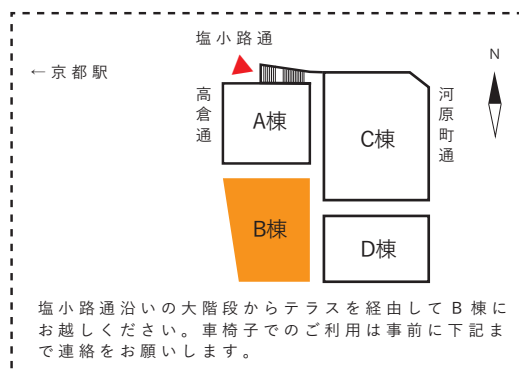 塩小路通
←京都駅
N
高倉通
河原町通
A棟
C棟
B棟
D棟
塩小路通沿いの大階段からテラスを経由してB棟に
お越しください。車椅子でのご利用は事前に下記ま
で連絡をお願いします。